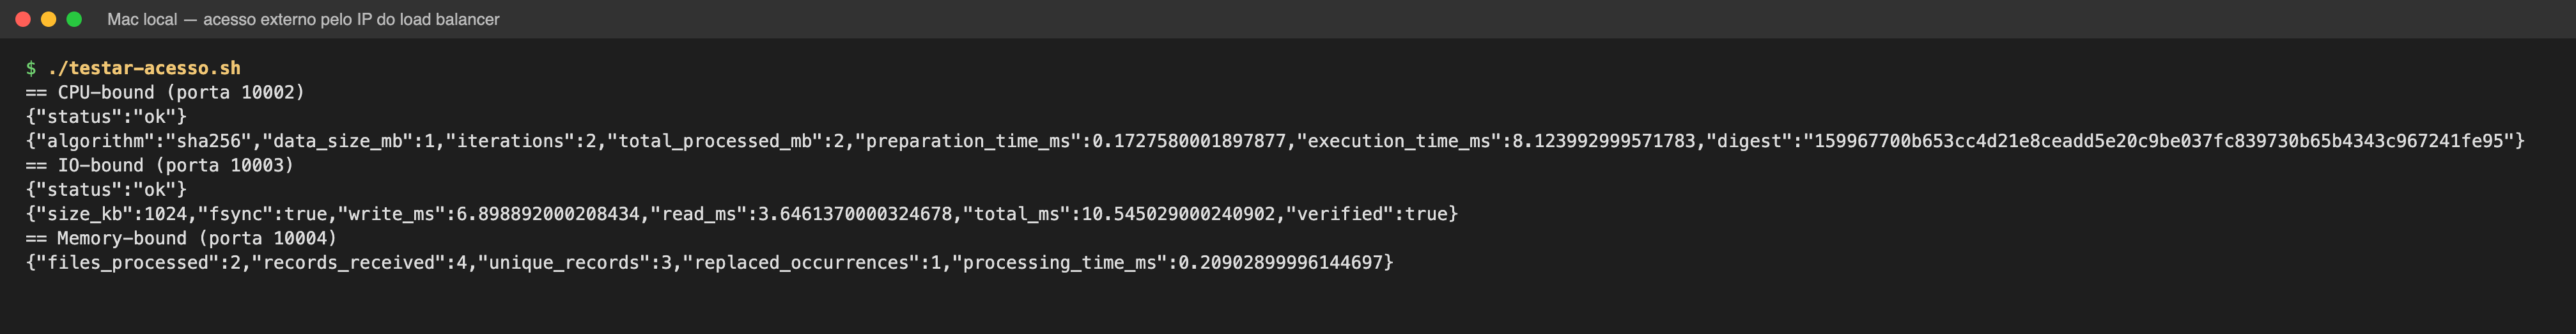 Mac local — acesso externo pelo IP do load balancer
$ ./testar-acesso.sh
== CPU-bound (porta 10002)
{"status":"ok"}
{"algorithm":"sha256","data_size_mb":1,"iterations":2,"total_processed_mb":2,"preparation_time_ms":0.1727580001897877,"execution_time_ms":8.123992999571783,"digest":"159967700b653cc4d21e8ceadd5e20c9be037fc839730b65b4343c967241fe95"}
== IO-bound (porta 10003)
{"status":"ok"}
{"size_kb":1024,"fsync":true,"write_ms":6.898892000208434,"read_ms":3.6461370000324678,"total_ms":10.545029000240902,"verified":true}
== Memory-bound (porta 10004)
{"files_processed":2,"records_received":4,"unique_records":3,"replaced_occurrences":1,"processing_time_ms":0.20902899996144697}